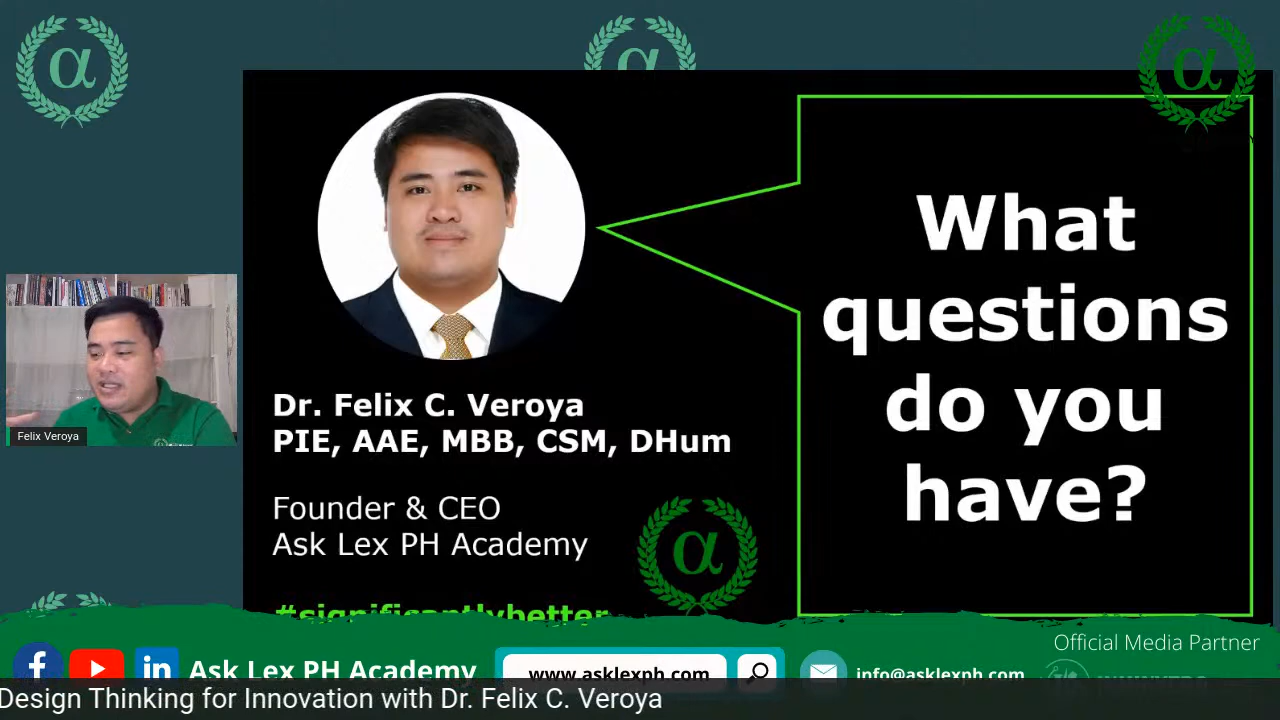 α
α
α
What
questions
do you
have?
Felix Veroya
Dr. Felix C. Veroya
PIE, AAE, MBB, CSM, DHum
Founder & CEO
Ask Lex PH Academy
α
#significantlybetter
Official Media Partner
f
in
Ask Lex PH Academy
www.asklexph.com
info@asklexph.com
Design Thinking for Innovation with Dr. Felix C. Veroya